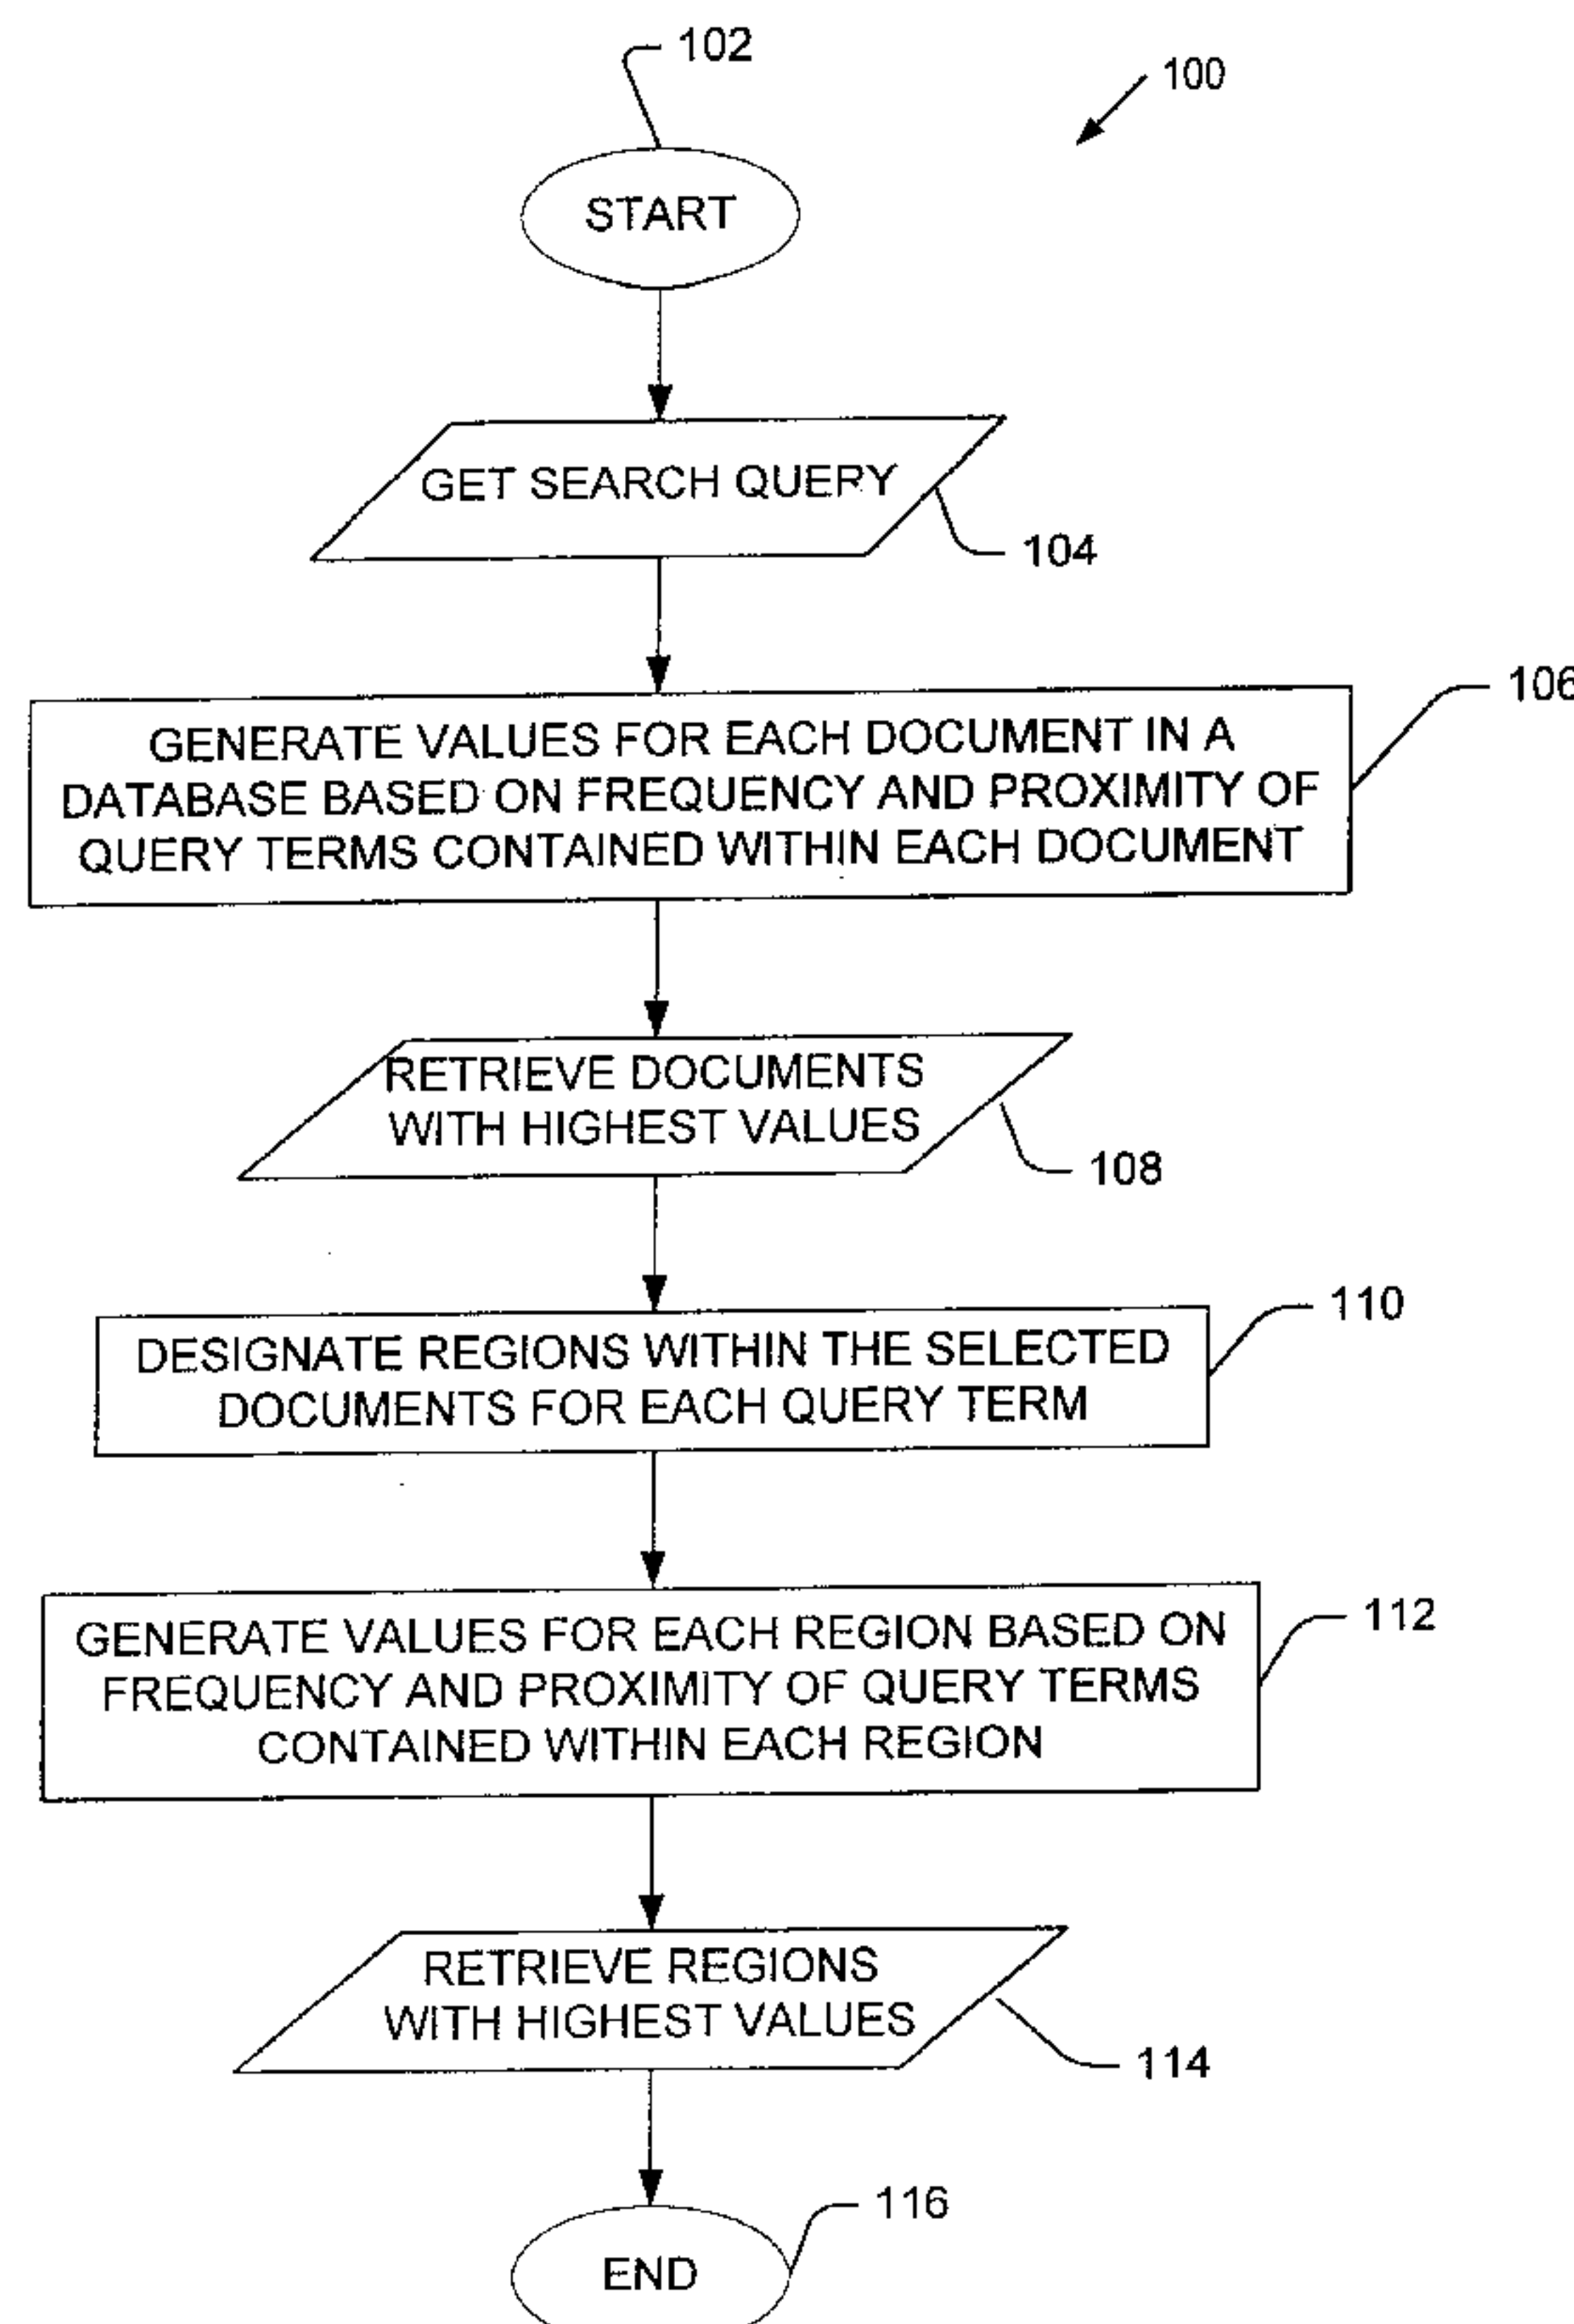 102
100
START
GET SEARCH QUERY
104
106
GENERATE VALUES FOR EACH DOCUMENT IN A
DATABASE BASED ON FREQUENCY AND PROXIMITY OF
QUERY TERMS CONTAINED WITHIN EACH DOCUMENT
RETRIEVE DOCUMENTS
WITH HIGHEST VALUES
108
110
DESIGNATE REGIONS WITHIN THE SELECTED
DOCUMENTS FOR EACH QUERY TERM
112
GENERATE VALUES FOR EACH REGION BASED ON
FREQUENCY AND PROXIMITY OF QUERY TERMS
CONTAINED WITHIN EACH REGION
RETRIEVE REGIONS
WITH HIGHEST VALUES
114
116
END